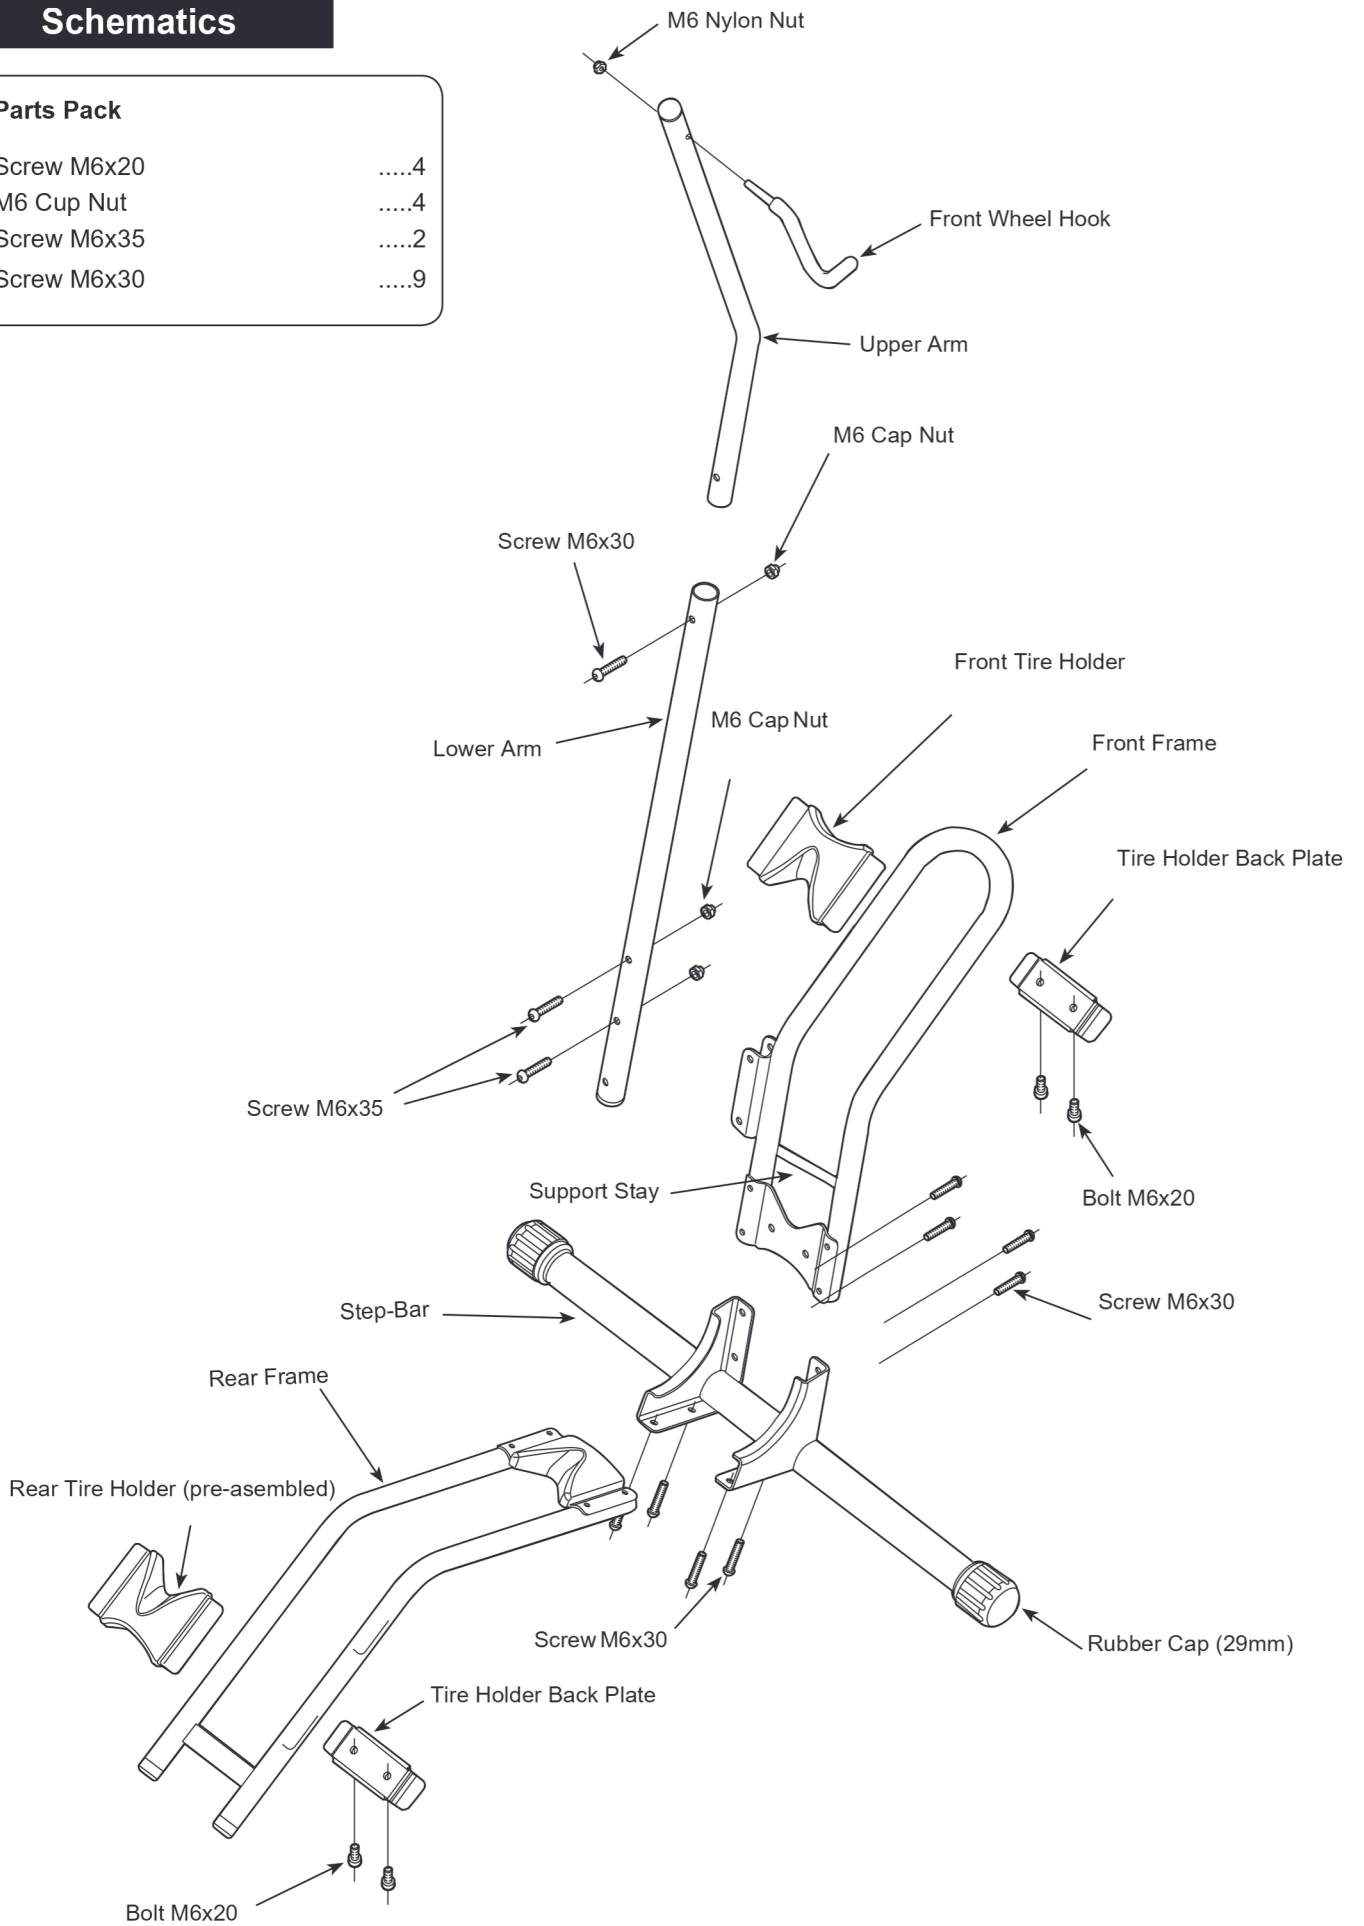 Schematics
Parts Pack
Screw M6x20 .....4
M6 Cup Nut .....4
Screw M6x35 .....2
Screw M6x30 .....9
M6 Nylon Nut
Front Wheel Hook
Upper Arm
M6 Cap Nut
Screw M6x30
Front Tire Holder
M6 Cap Nut
Front Frame
Lower Arm
Tire Holder Back Plate
Screw M6x35
Support Stay
Bolt M6x20
Step-Bar
Screw M6x30
Rear Frame
Rear Tire Holder (pre-asembled)
Screw M6x30
Rubber Cap (29mm)
Tire Holder Back Plate
Bolt M6x20